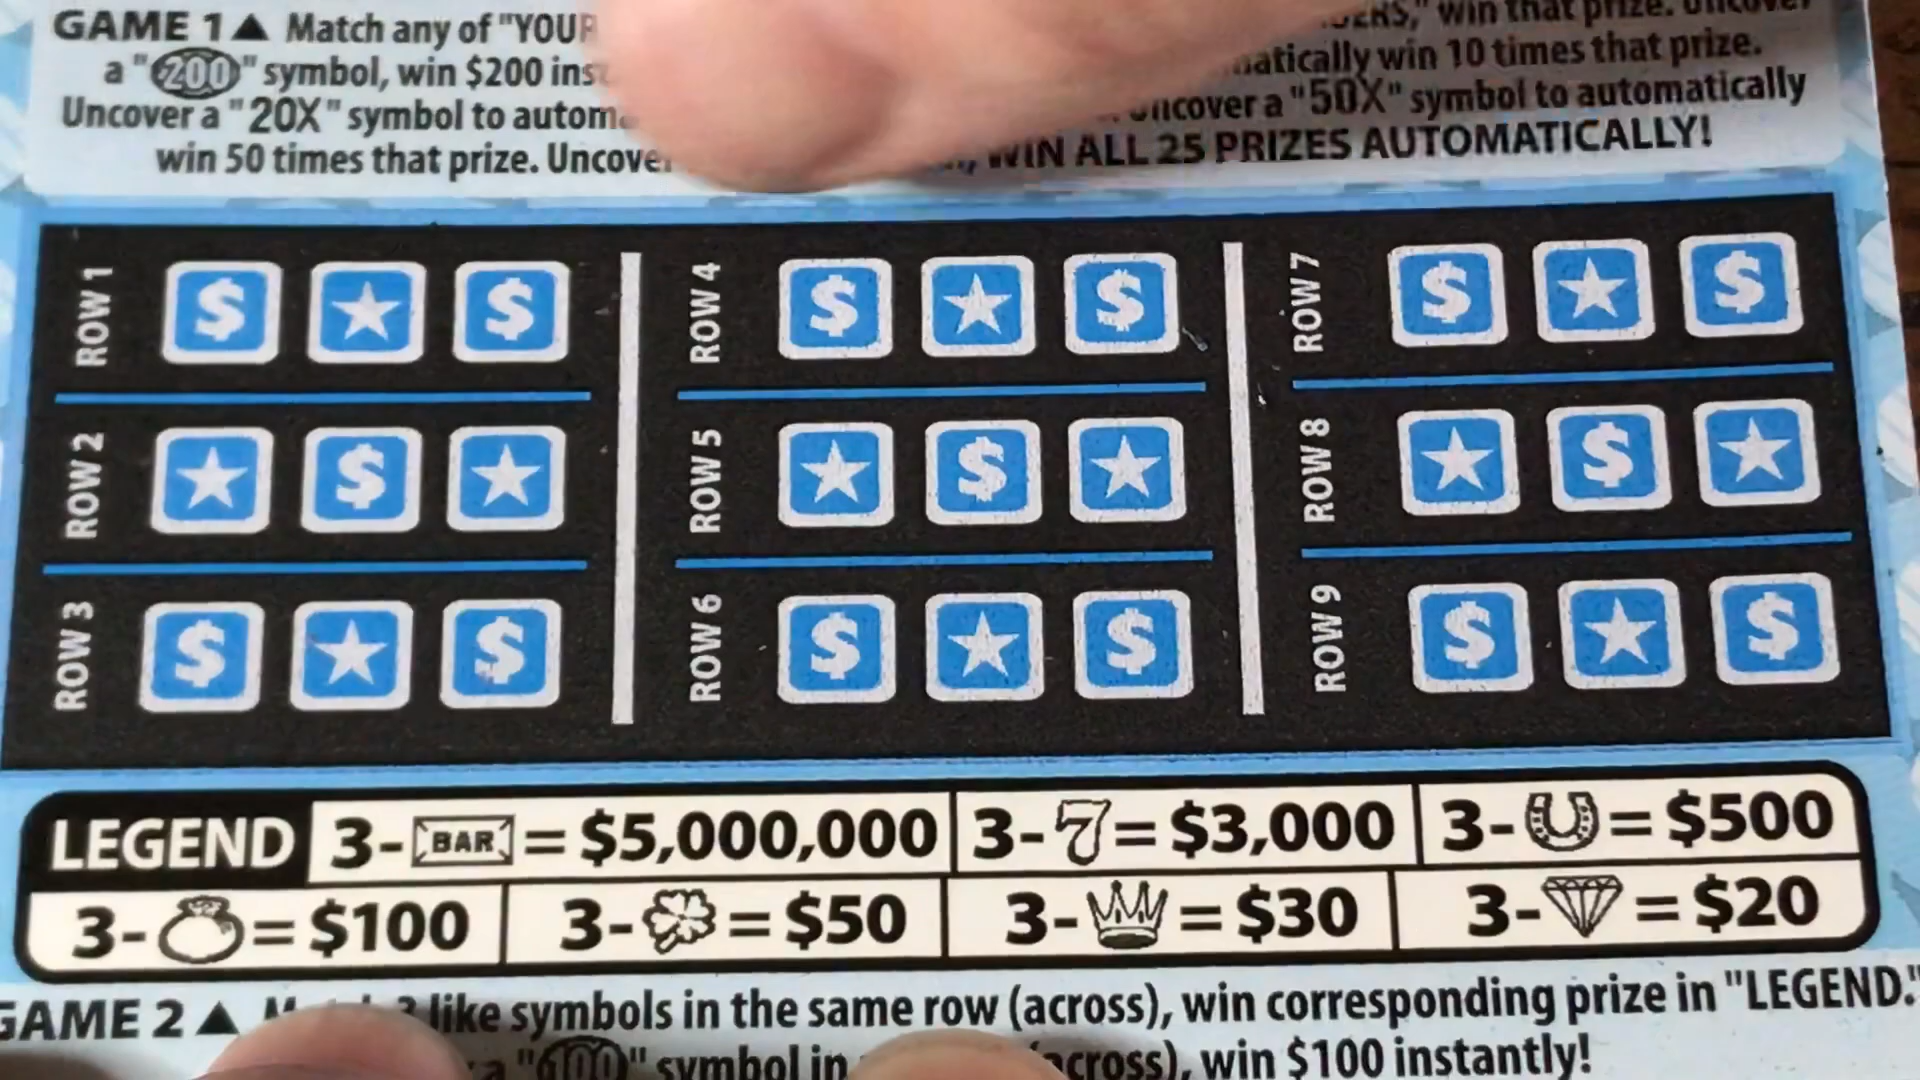 GAME 1▲ Match any of "YOUR win that prize.
a "200" symbol, win $200 win 10 times that prize.
Uncover a "20X" symbol to Uncover a "50X" symbol to automatically
win 50 times that prize. WIN ALL 25 PRIZES AUTOMATICALLY!
ROW 1 $ ★ $
ROW 2 ★ $ ★
ROW 3 $ ★ $
ROW 4 $ ★ $
ROW 5 ★ $ ★
ROW 6 $ ★ $
ROW 7 $ ★ $
ROW 8 ★ $ ★
ROW 9 $ ★ $
LEGEND 3- BAR = $5,000,000 3- 7 = $3,000 3- = $500
3- = $100 3- = $50 3- = $30 3- = $20
GAME 2▲ 3 like symbols in the same row (across), win corresponding prize in "LEGEND."
a "100" symbol in (across), win $100 instantly!